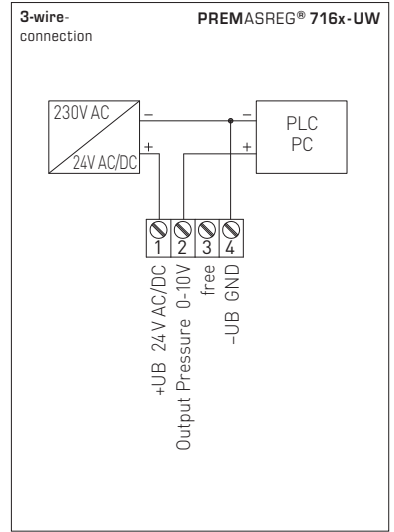 3-wire-
connection
PREMASREG® 716x-UW
230V AC
24V AC/DC
−
+
−
+
PLC
PC
1
2
3
4
+UB 24V AC/DC
Output Pressure 0-10V
free
−UB GND